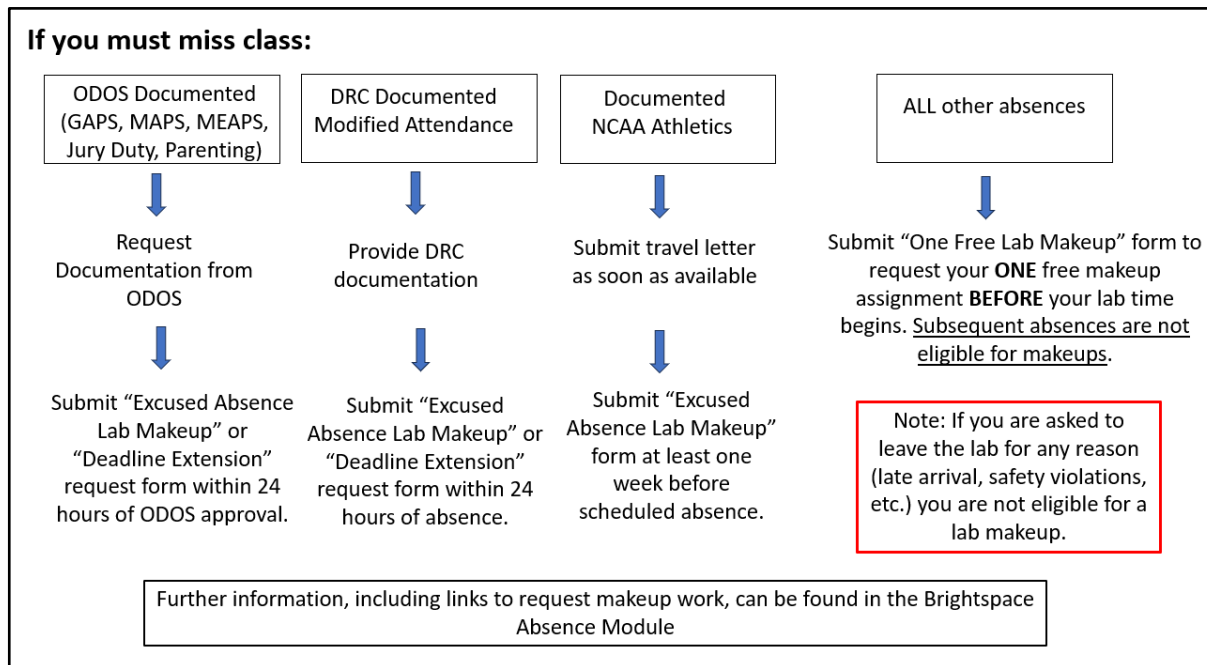 If you must miss class:
ODOS Documented
(GAPS, MAPS, MEAPS,
Jury Duty, Parenting)
Request
Documentation from
ODOS
Submit “Excused Absence
Lab Makeup” or
“Deadline Extension”
request form within 24
hours of ODOS approval.
DRC Documented
Modified Attendance
Provide DRC
documentation
Submit “Excused
Absence Lab Makeup” or
“Deadline Extension”
request form within 24
hours of absence.
Documented
NCAA Athletics
Submit travel letter
as soon as available
Submit “Excused
Absence Lab Makeup”
form at least one
week before
scheduled absence.
ALL other absences
Submit “One Free Lab Makeup” form to
request your ONE free makeup
assignment BEFORE your lab time
begins. Subsequent absences are not
eligible for makeups.
Note: If you are asked to
leave the lab for any reason
(late arrival, safety violations,
etc.) you are not eligible for a
lab makeup.
Further information, including links to request makeup work, can be found in the Brightspace
Absence Module